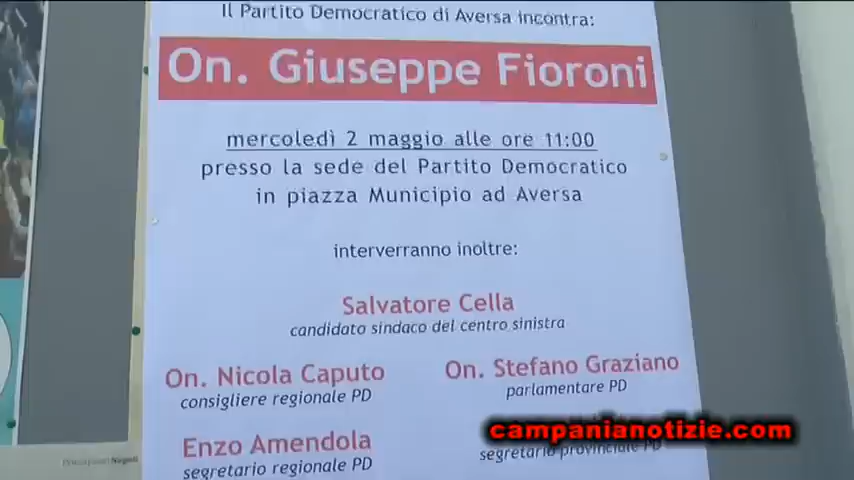 Il Partito Democratico di Aversa incontra:
On. Giuseppe Fioroni
mercoledì 2 maggio alle ore 11:00
presso la sede del Partito Democratico
in piazza Municipio ad Aversa
interverranno inoltre:
Salvatore Cella
candidato sindaco del centro sinistra
On. Nicola Caputo
consigliere regionale PD
On. Stefano Graziano
parlamentare PD
Enzo Amendola
segretario regionale PD
segretario provinciale PD
campanianotizie.com